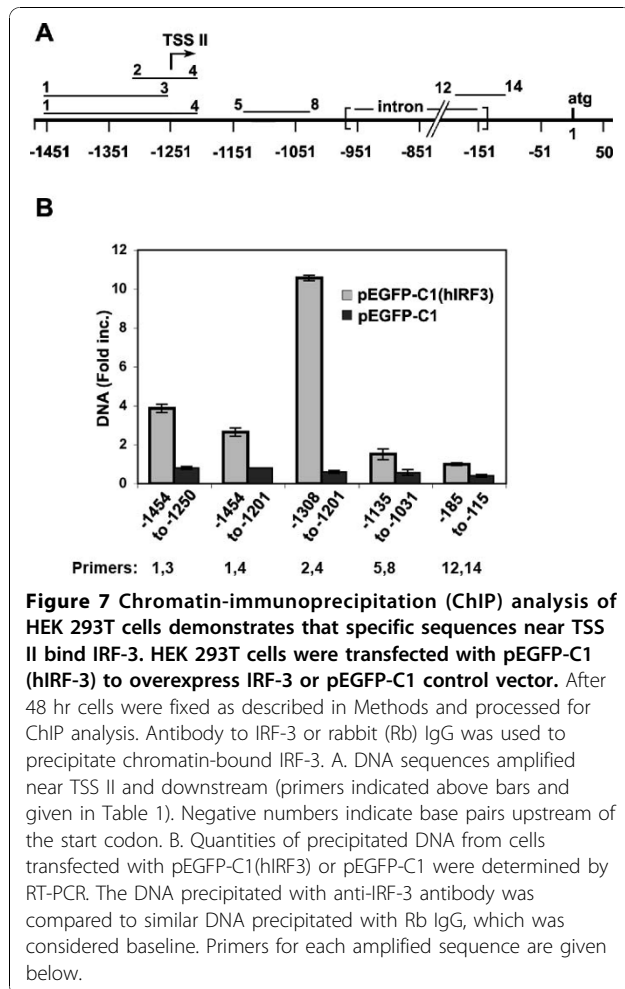 A
TSS II
2 4
1 3
1 4 5 8 intron 12 14 atg
1
-1451 -1351 -1251 -1151 -1051 -951 -851 -151 -51 50
B
12
10
8
6
4
2
0
DNA (Fold inc.)
pEGFP-C1(hIRF3)
pEGFP-C1
-1454 to -1250
-1454 to -1201
-1308 to -1201
-1135 to -1031
-185 to -115
Primers: 1,3 1,4 2,4 5,8 12,14
Figure 7 Chromatin-immunoprecipitation (ChIP) analysis of
HEK 293T cells demonstrates that specific sequences near TSS
II bind IRF-3. HEK 293T cells were transfected with pEGFP-C1
(hIRF-3) to overexpress IRF-3 or pEGFP-C1 control vector. After
48 hr cells were fixed as described in Methods and processed for
ChIP analysis. Antibody to IRF-3 or rabbit (Rb) IgG was used to
precipitate chromatin-bound IRF-3. A. DNA sequences amplified
near TSS II and downstream (primers indicated above bars and
given in Table 1). Negative numbers indicate base pairs upstream of
the start codon. B. Quantities of precipitated DNA from cells
transfected with pEGFP-C1(hIRF3) or pEGFP-C1 were determined by
RT-PCR. The DNA precipitated with anti-IRF-3 antibody was
compared to similar DNA precipitated with Rb IgG, which was
considered baseline. Primers for each amplified sequence are given
below.